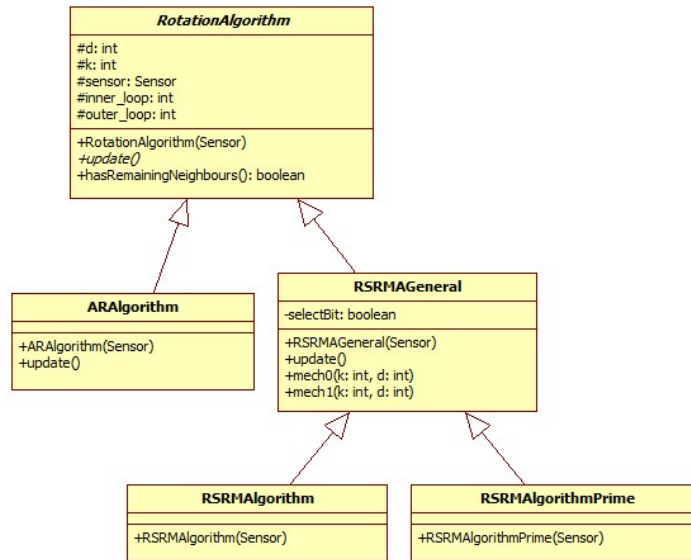 RotationAlgorithm
#d: int
#k: int
#sensor: Sensor
#inner_loop: int
#outer_loop: int
+RotationAlgorithm(Sensor)
+update()
+hasRemainingNeighbours(): boolean
ARAlgorithm
+ARAlgorithm(Sensor)
+update()
RSRMAGeneral
-selectBit: boolean
+RSRMAGeneral(Sensor)
+update()
+mech0(k: int, d: int)
+mech1(k: int, d: int)
RSRMAlgorithm
+RSRMAlgorithm(Sensor)
RSRMAlgorithmPrime
+RSRMAlgorithmPrime(Sensor)